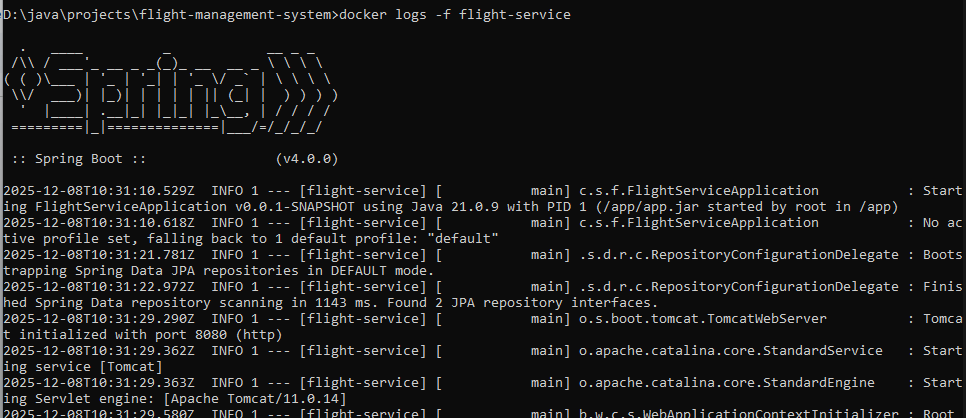 D:\java\projects\flight-management-system>docker logs -f flight-service

  .   ____          _            __ _ _
 /\\ / ___'_ __ _ _(_)_ __  __ _ \ \ \ \
( ( )\___ | '_ | '_| | '_ \/ _` | \ \ \ \
 \\/  ___)| |_)| | | | | || (_| |  ) ) ) )
  '  |____| .__|_| |_|_| |_\__, | / / / /
 =========|_|==============|___/=/_/_/_/

 :: Spring Boot ::                (v4.0.0)

2025-12-08T10:31:10.529Z  INFO 1 --- [flight-service] [           main] c.s.f.FlightServiceApplication           : Start
ing FlightServiceApplication v0.0.1-SNAPSHOT using Java 21.0.9 with PID 1 (/app/app.jar started by root in /app)
2025-12-08T10:31:10.618Z  INFO 1 --- [flight-service] [           main] c.s.f.FlightServiceApplication           : No ac
tive profile set, falling back to 1 default profile: "default"
2025-12-08T10:31:21.781Z  INFO 1 --- [flight-service] [           main] .s.d.r.c.RepositoryConfigurationDelegate : Boots
trapping Spring Data JPA repositories in DEFAULT mode.
2025-12-08T10:31:22.972Z  INFO 1 --- [flight-service] [           main] .s.d.r.c.RepositoryConfigurationDelegate : Finis
hed Spring Data repository scanning in 1143 ms. Found 2 JPA repository interfaces.
2025-12-08T10:31:29.290Z  INFO 1 --- [flight-service] [           main] o.s.boot.tomcat.TomcatWebServer          : Tomca
t initialized with port 8080 (http)
2025-12-08T10:31:29.362Z  INFO 1 --- [flight-service] [           main] o.apache.catalina.core.StandardService   : Start
ing service [Tomcat]
2025-12-08T10:31:29.363Z  INFO 1 --- [flight-service] [           main] o.apache.catalina.core.StandardEngine    : Start
ing Servlet engine: [Apache Tomcat/11.0.14]
2025-12-08T10:31:29.580Z  INFO 1 --- [flight-service] [           main] b.w.c.s.WebApplicationContextInitializer : Root